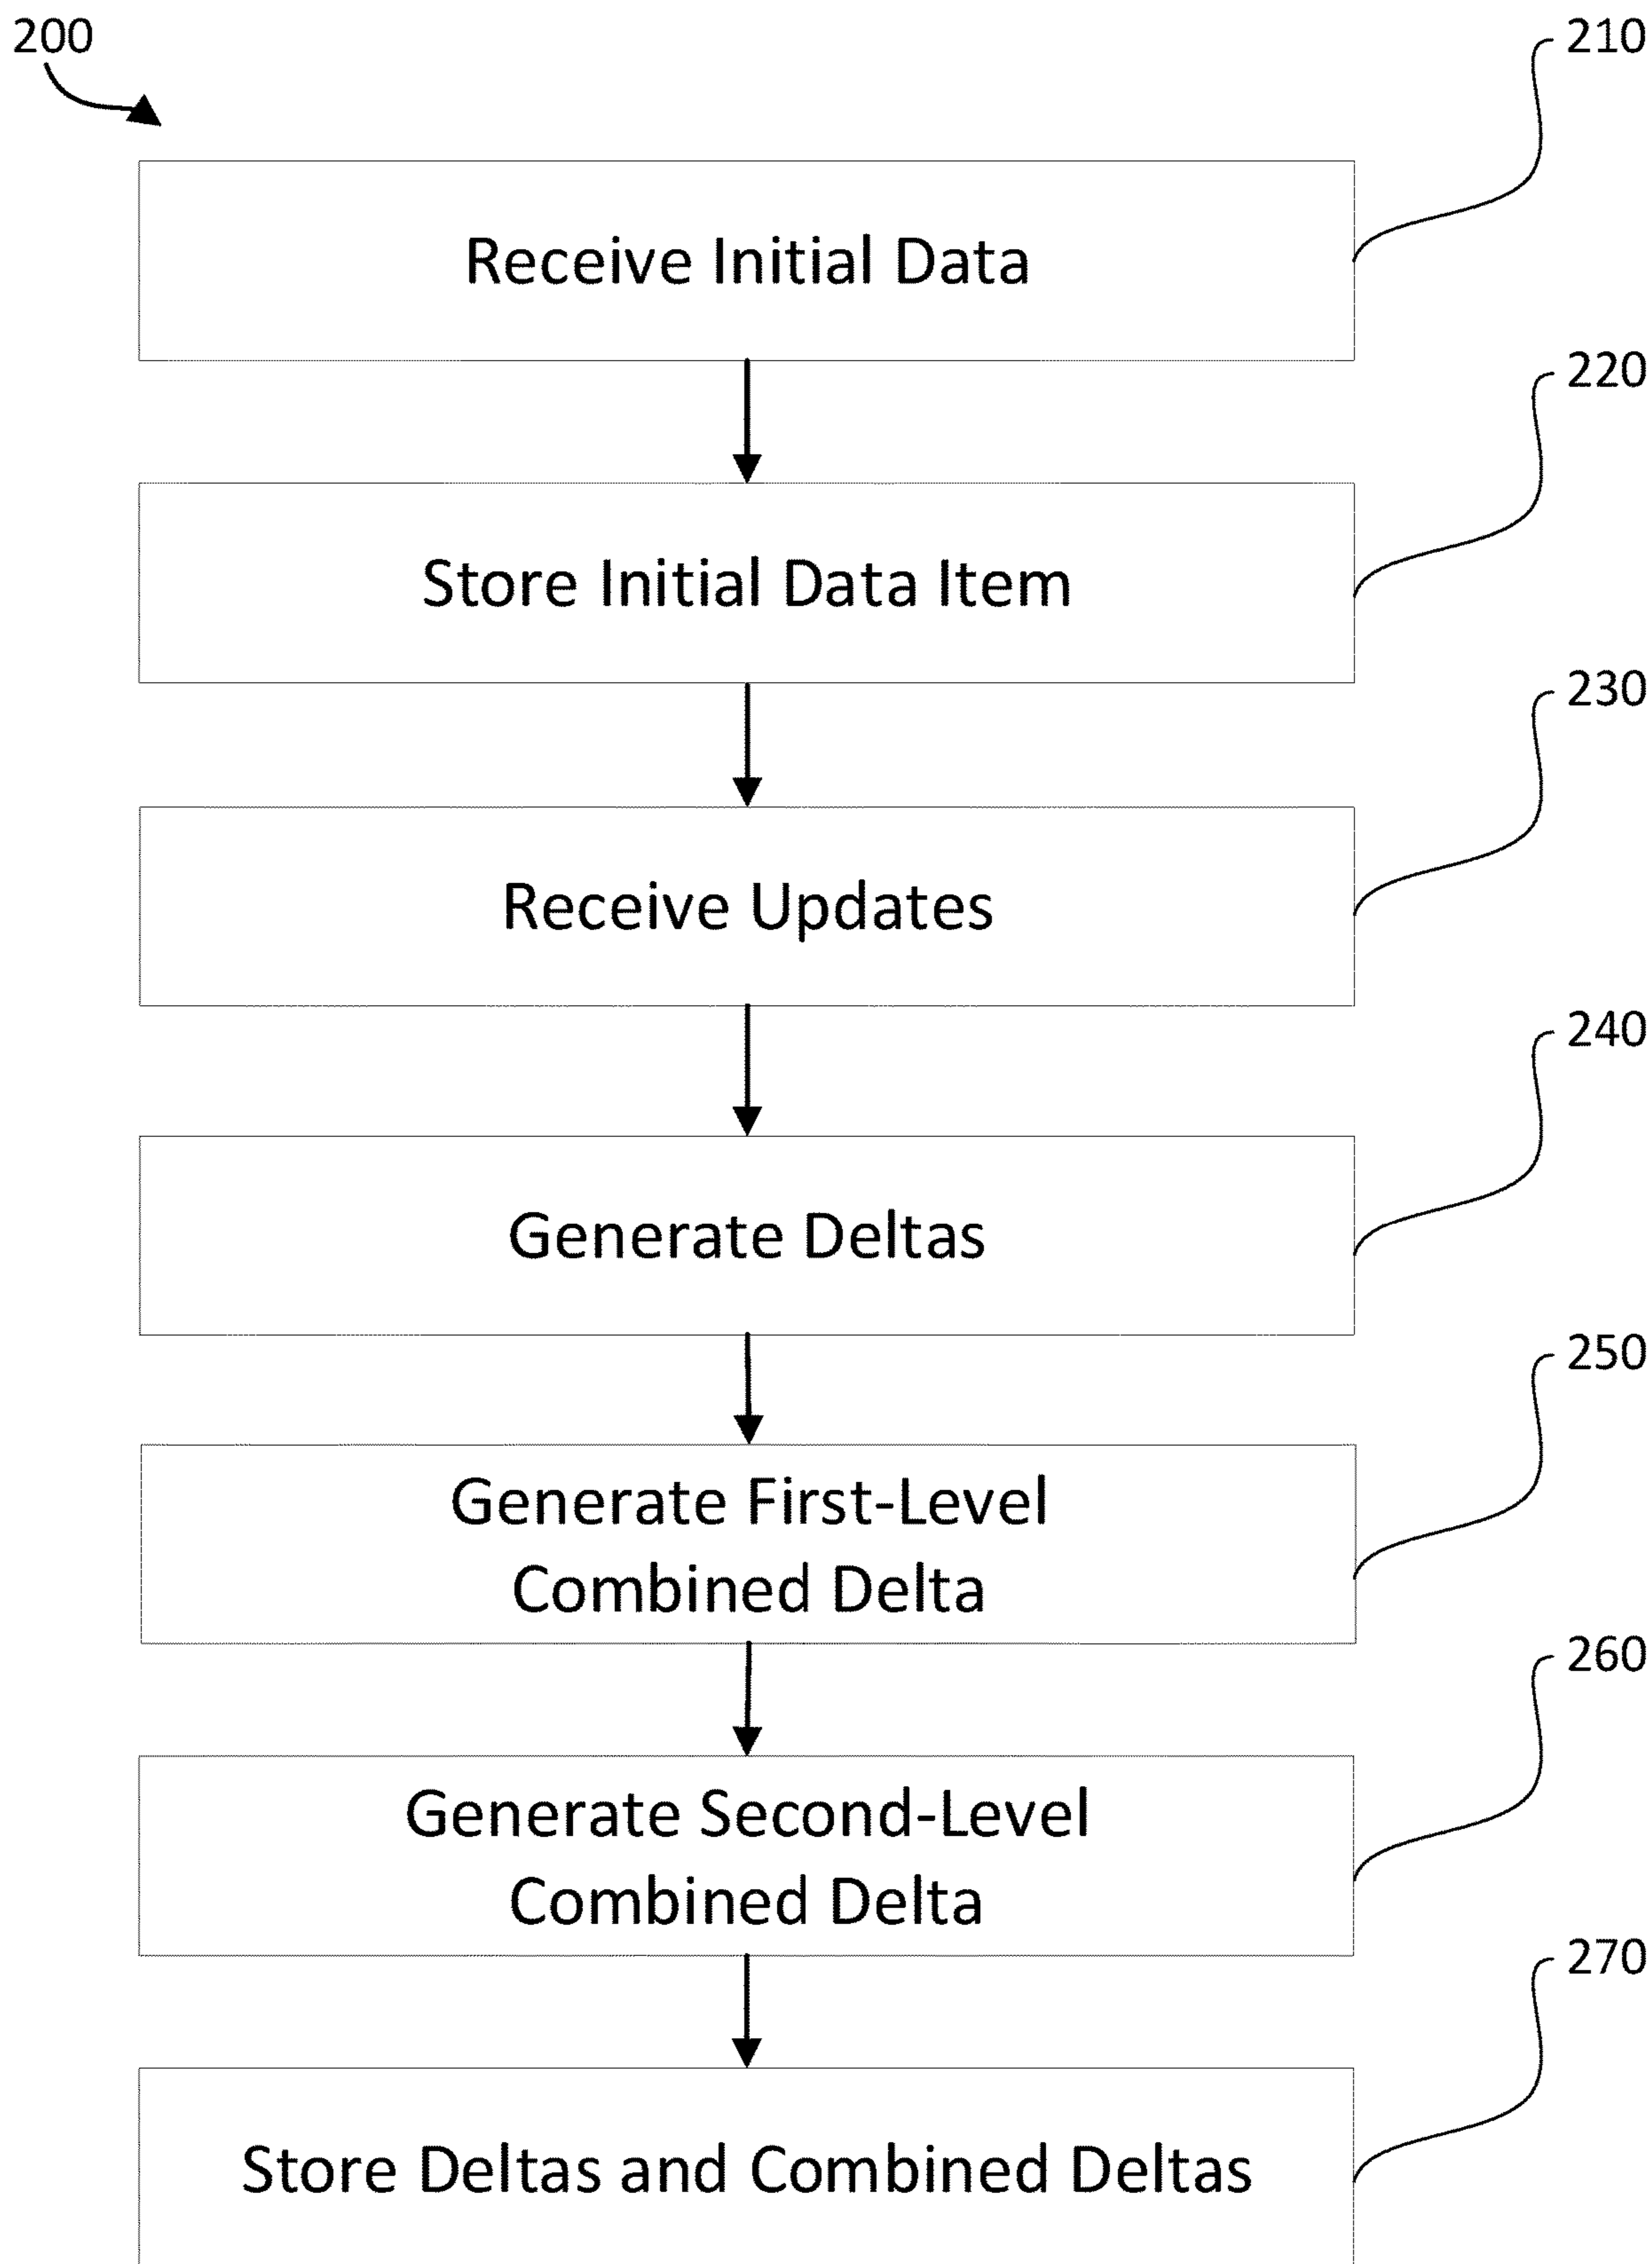 200
210
Receive Initial Data
220
Store Initial Data Item
230
Receive Updates
240
Generate Deltas
250
Generate First-Level
Combined Delta
260
Generate Second-Level
Combined Delta
270
Store Deltas and Combined Deltas